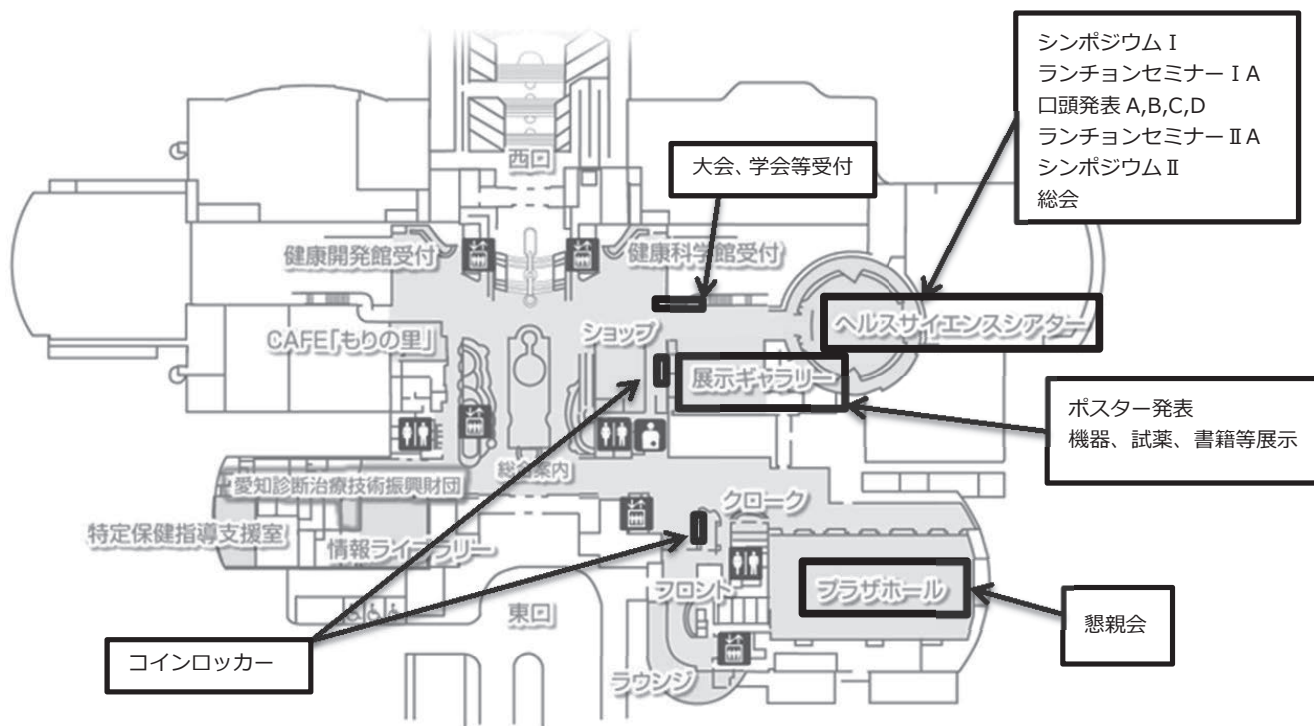 シンポジウム Ⅰ
ランチョンセミナー Ⅰ A
口頭発表 A,B,C,D
ランチョンセミナー Ⅱ A
シンポジウム Ⅱ
総会
西口
大会、学会等受付
健康開発館受付
健康科学館受付
CAFE「もりの里」
ショップ
ヘルスサイエンスシアター
展示ギャラリー
ポスター発表
機器、試薬、書籍等展示
総合案内
愛知診断治療技術振興財団
クローク
特定保健指導支援室
情報ライブラリー
フロント
プラザホール
東口
懇親会
コインロッカー
ラウンジ